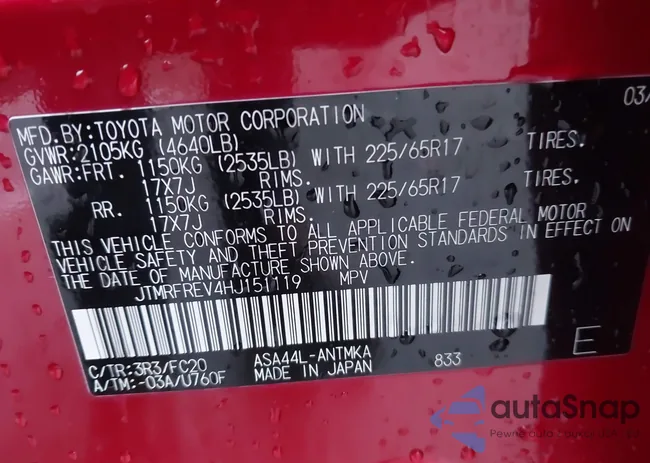 03/
MFD.BY:TOYOTA MOTOR CORPORATION
GVWR:2105KG (4640LB)
GAWR:FRT. 1150KG (2535LB) WITH 225/65R17 TIRES.
17X7J RIMS.
RR. 1150KG (2535LB) WITH 225/65R17 TIRES.
17X7J RIMS.
THIS VEHICLE CONFORMS TO ALL APPLICABLE FEDERAL MOTOR
VEHICLE SAFETY AND THEFT PREVENTION STANDARDS IN EFFECT ON
THE DATE OF MANUFACTURE SHOWN ABOVE.
JTMRFREV4HJ151119 MPV
C/TR:3R3/FC20 ASA44L-ANTMKA 833 E
A/TM:-03A/U760F MADE IN JAPAN
autaSnap